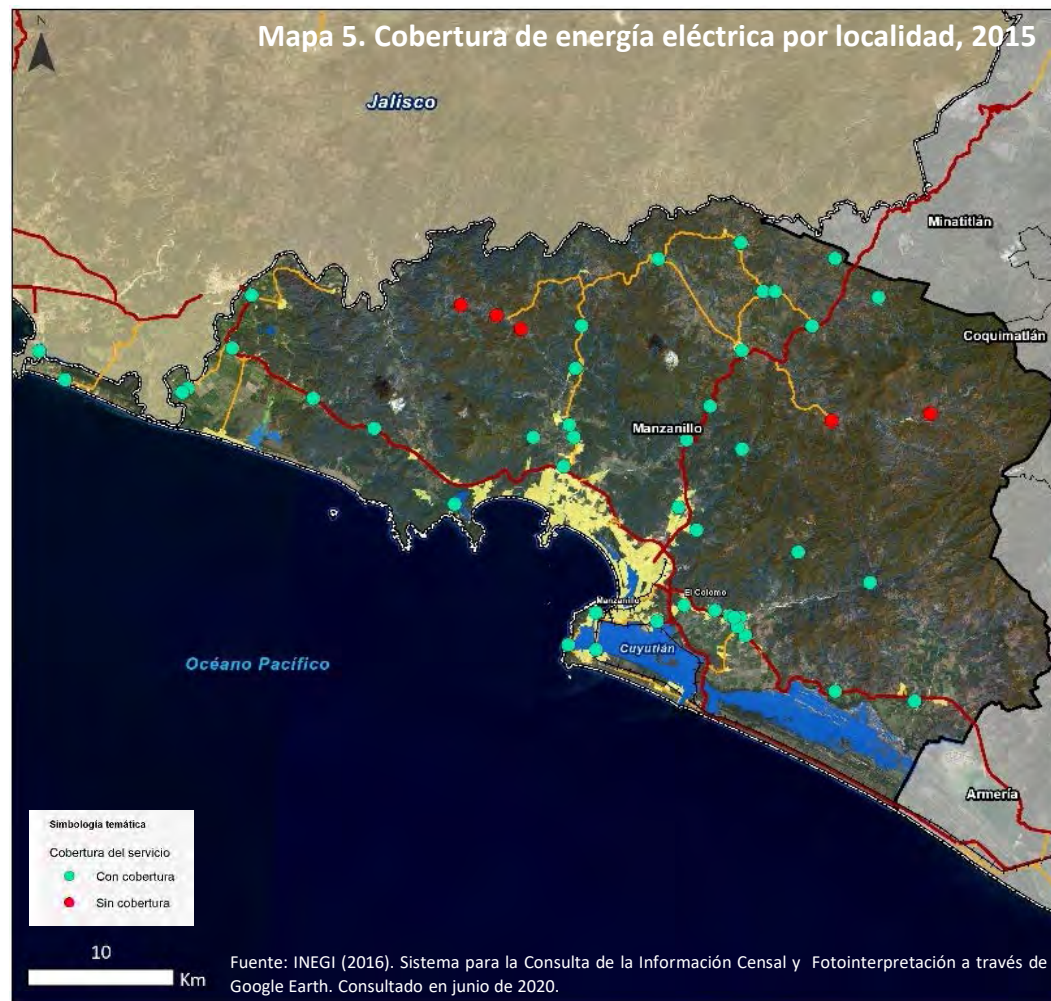 Mapa 5. Cobertura de energía eléctrica por localidad, 2015
N
Jalisco
Minatitlán
Coquimatlán
Manzanillo
Manzanillo
El Colomo
Cuyutlán
Océano Pacífico
Armería
Simbología temática
Cobertura del servicio
Con cobertura
Sin cobertura
10
Km
Fuente: INEGI (2016). Sistema para la Consulta de la Información Censal y Fotointerpretación a través de
Google Earth. Consultado en junio de 2020.